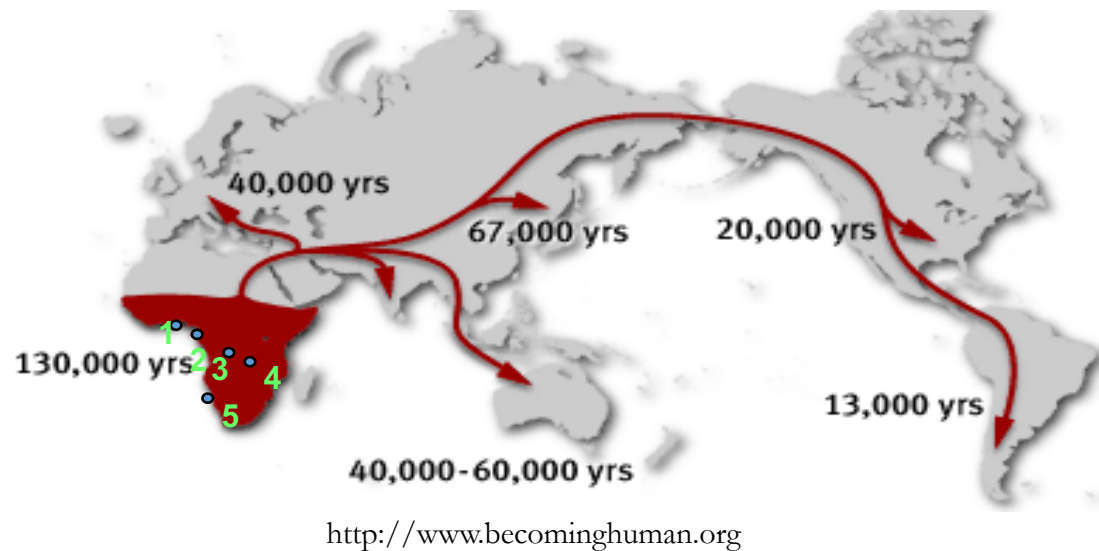 40,000 yrs
67,000 yrs
20,000 yrs
1
2
130,000 yrs
3
4
5
13,000 yrs
40,000-60,000 yrs
http://www.becominghuman.org